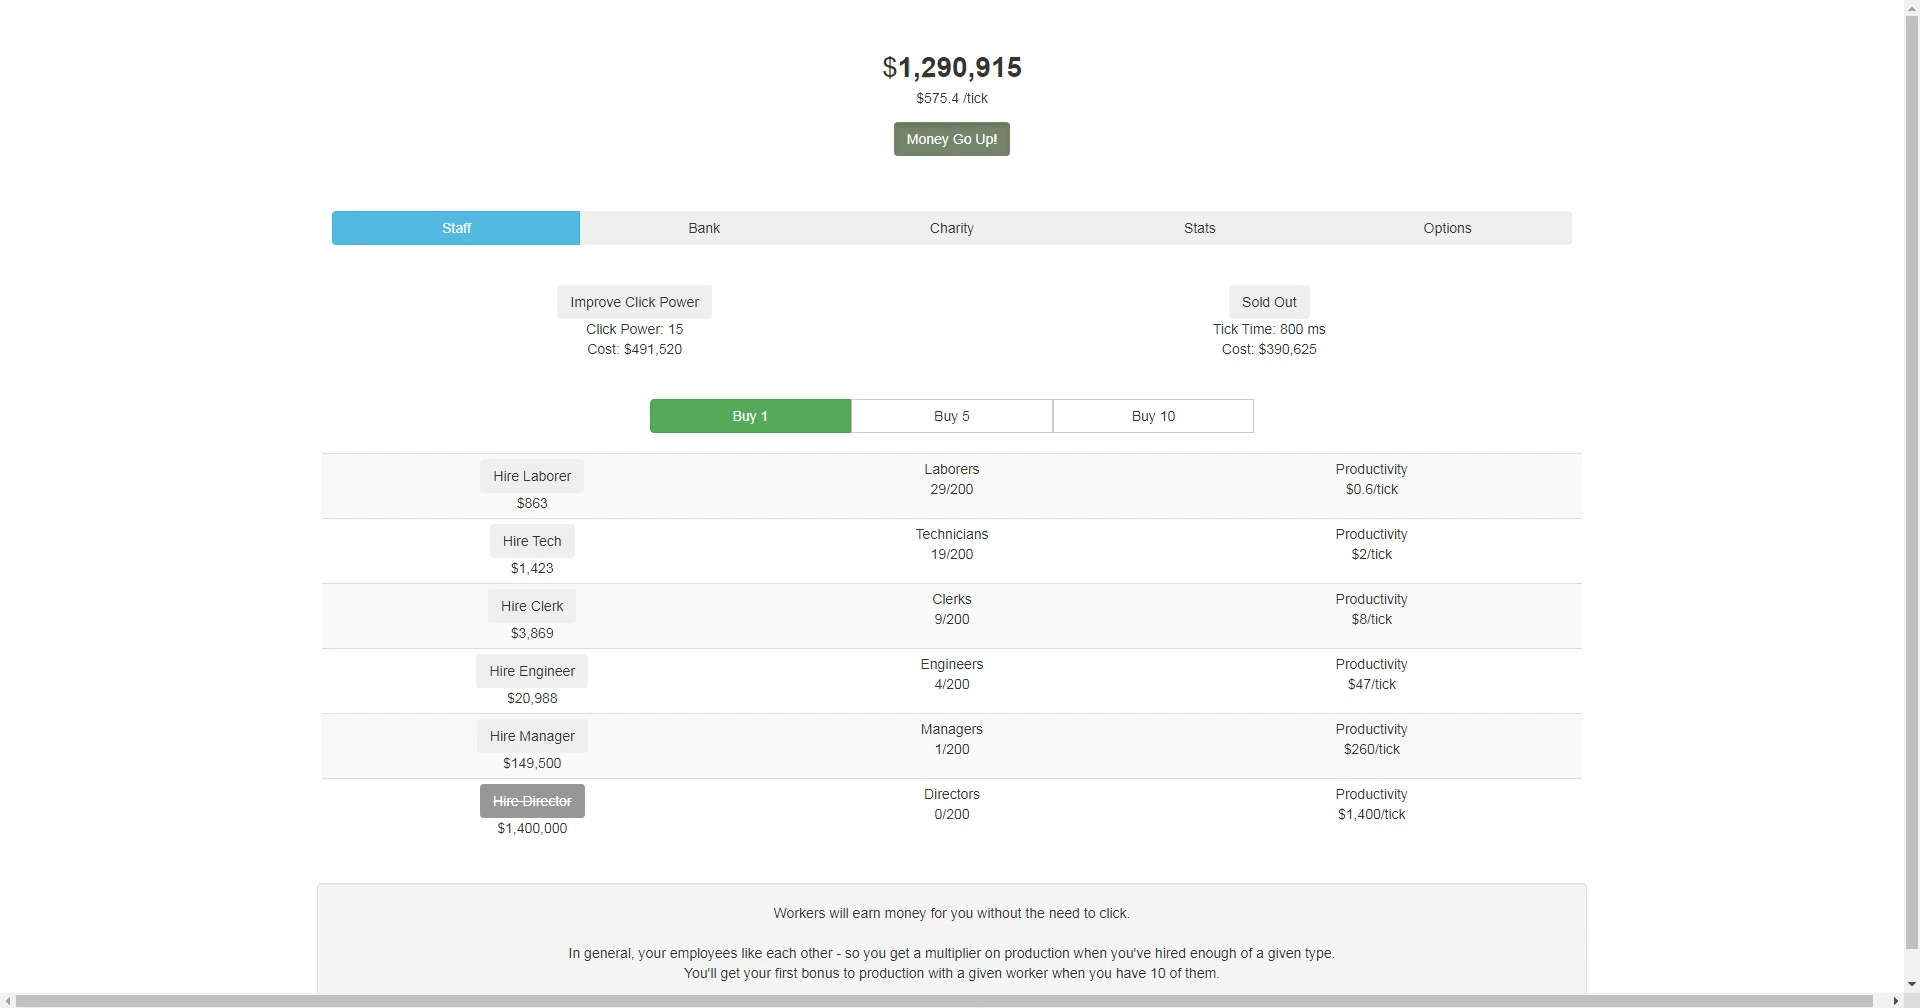 $1,290,915
$575.4 /tick
Money Go Up!
Staff Bank Charity Stats Options
Improve Click Power Sold Out
Click Power: 15 Tick Time: 800 ms
Cost: $491,520 Cost: $390,625
Buy 1 Buy 5 Buy 10
Hire Laborer Laborers Productivity
$863 29/200 $0.6/tick
Hire Tech Technicians Productivity
$1,423 19/200 $2/tick
Hire Clerk Clerks Productivity
$3,869 9/200 $8/tick
Hire Engineer Engineers Productivity
$20,988 4/200 $47/tick
Hire Manager Managers Productivity
$149,500 1/200 $260/tick
Hire Director Directors Productivity
$1,400,000 0/200 $1,400/tick
Workers will earn money for you without the need to click.
In general, your employees like each other - so you get a multiplier on production when you've hired enough of a given type.
You'll get your first bonus to production with a given worker when you have 10 of them.